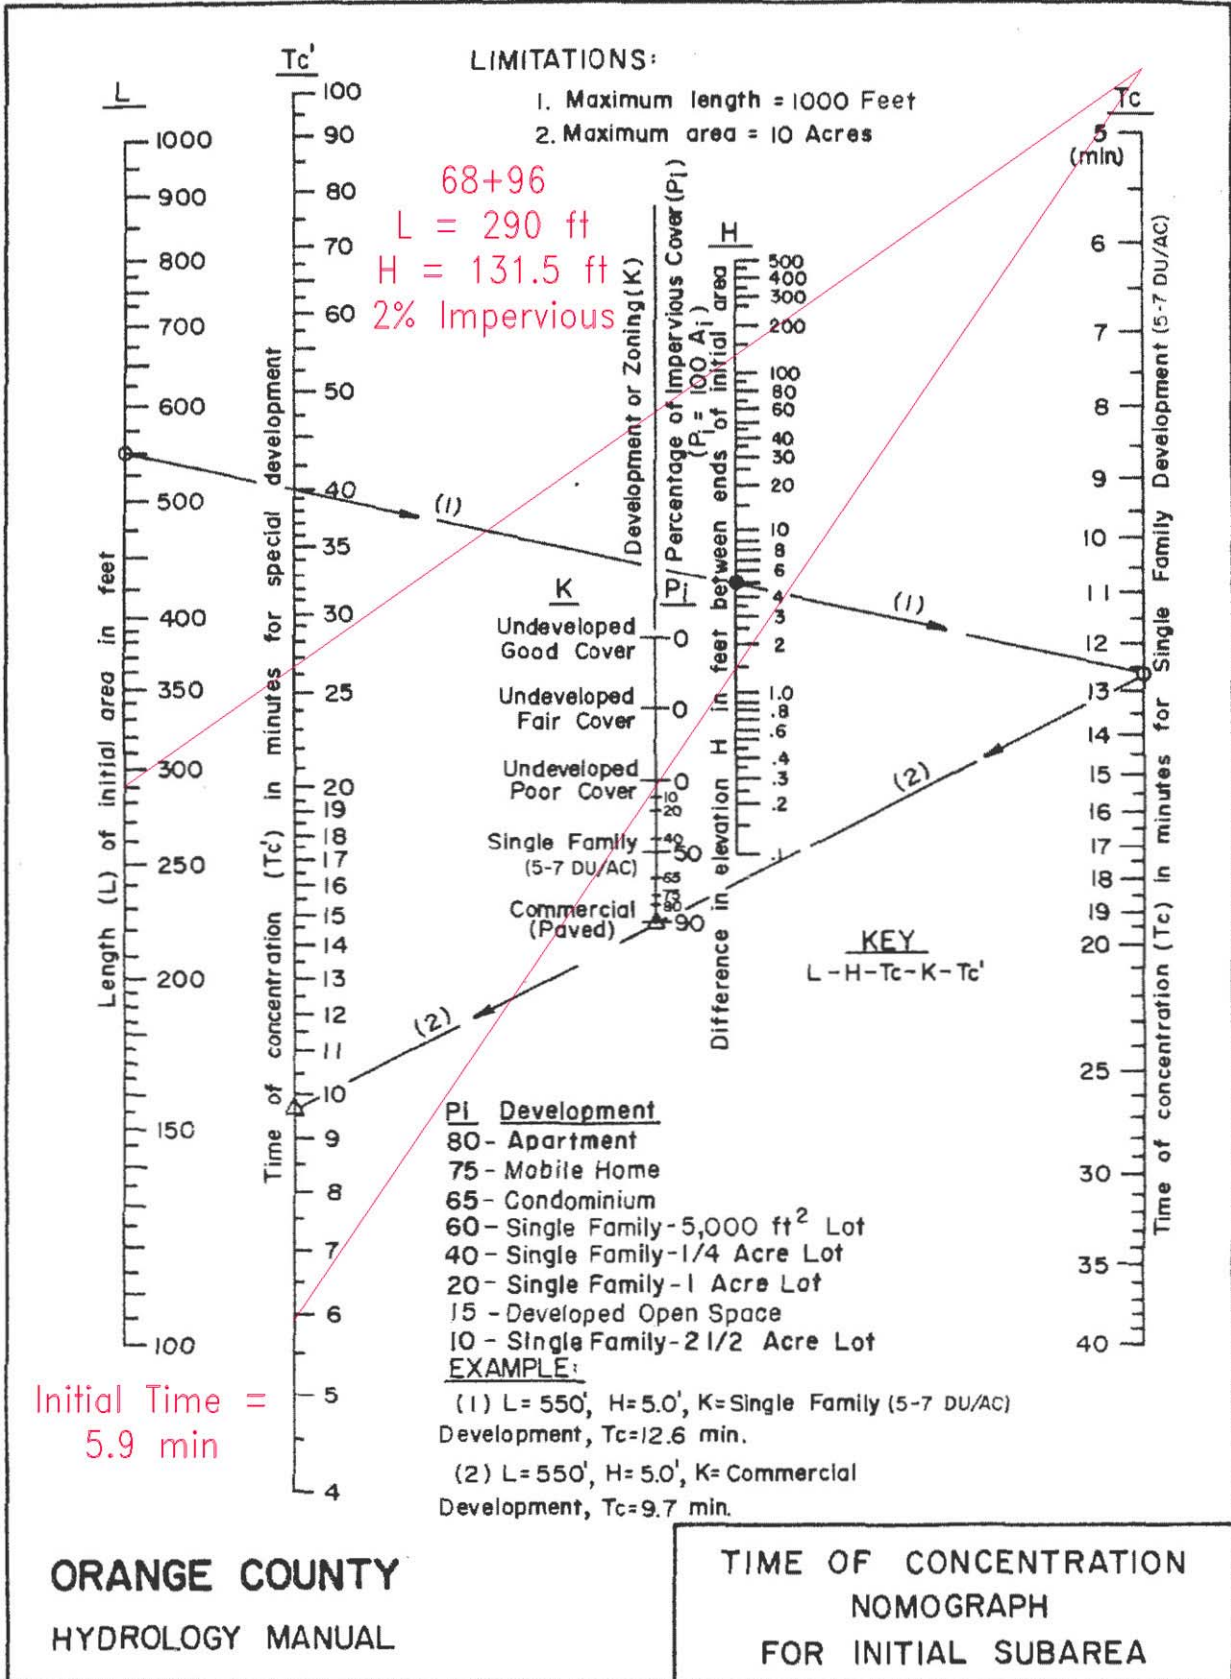 LIMITATIONS:
1. Maximum length = 1000 Feet
2. Maximum area = 10 Acres
68+96
L = 290 ft
H = 131.5 ft
2% Impervious
L
1000
900
800
700
600
500
400
350
300
250
200
150
100
Length (L) of initial area in feet
Tc'
100
90
80
70
60
50
40
35
30
25
20
19
18
17
16
15
14
13
12
11
10
9
8
7
6
5
4
Time of concentration (Tc') in minutes for special development
(1)
(2)
Development or Zoning (K)
Percentage of Impervious Cover (Pi)
(Pi = 100 Ai)
K
Undeveloped
Good Cover
Undeveloped
Fair Cover
Undeveloped
Poor Cover
Single Family
(5-7 DU/AC)
Commercial
(Paved)
Pi
0
0
0
10
20
40
50
65
75
80
90
H
500
400
300
200
100
80
60
40
30
20
10
8
6
4
3
2
1.0
.8
.6
.4
.3
.2
.1
Difference in elevation H in feet between ends of initial area
(1)
(2)
Tc
5
(min)
6
7
8
9
10
11
12
13
14
15
16
17
18
19
20
25
30
35
40
Time of concentration (Tc) in minutes for Single Family Development (5-7 DU/AC)
KEY
L-H-Tc-K-Tc'
Pi Development
80- Apartment
75- Mobile Home
65- Condominium
60- Single Family-5,000 ft² Lot
40- Single Family-1/4 Acre Lot
20- Single Family-1 Acre Lot
15 -Developed Open Space
10 - Single Family-2 1/2 Acre Lot
EXAMPLE:
(1) L=550', H=5.0', K=Single Family (5-7 DU/AC)
Development, Tc=12.6 min.
(2) L=550', H=5.0', K= Commercial
Development, Tc=9.7 min.
Initial Time =
5.9 min
ORANGE COUNTY
HYDROLOGY MANUAL
TIME OF CONCENTRATION
NOMOGRAPH
FOR INITIAL SUBAREA